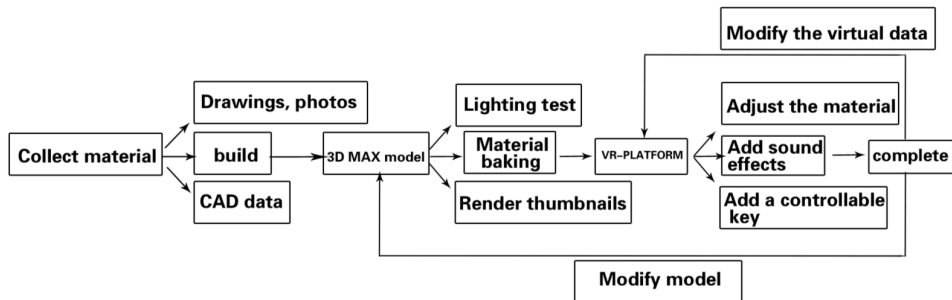 Modify the virtual data
Drawings, photos
Lighting test
Adjust the material
Collect material
build
3D MAX model
Material
baking
VR-PLATFORM
Add sound
effects
complete
CAD data
Render thumbnails
Add a controllable
key
Modify model